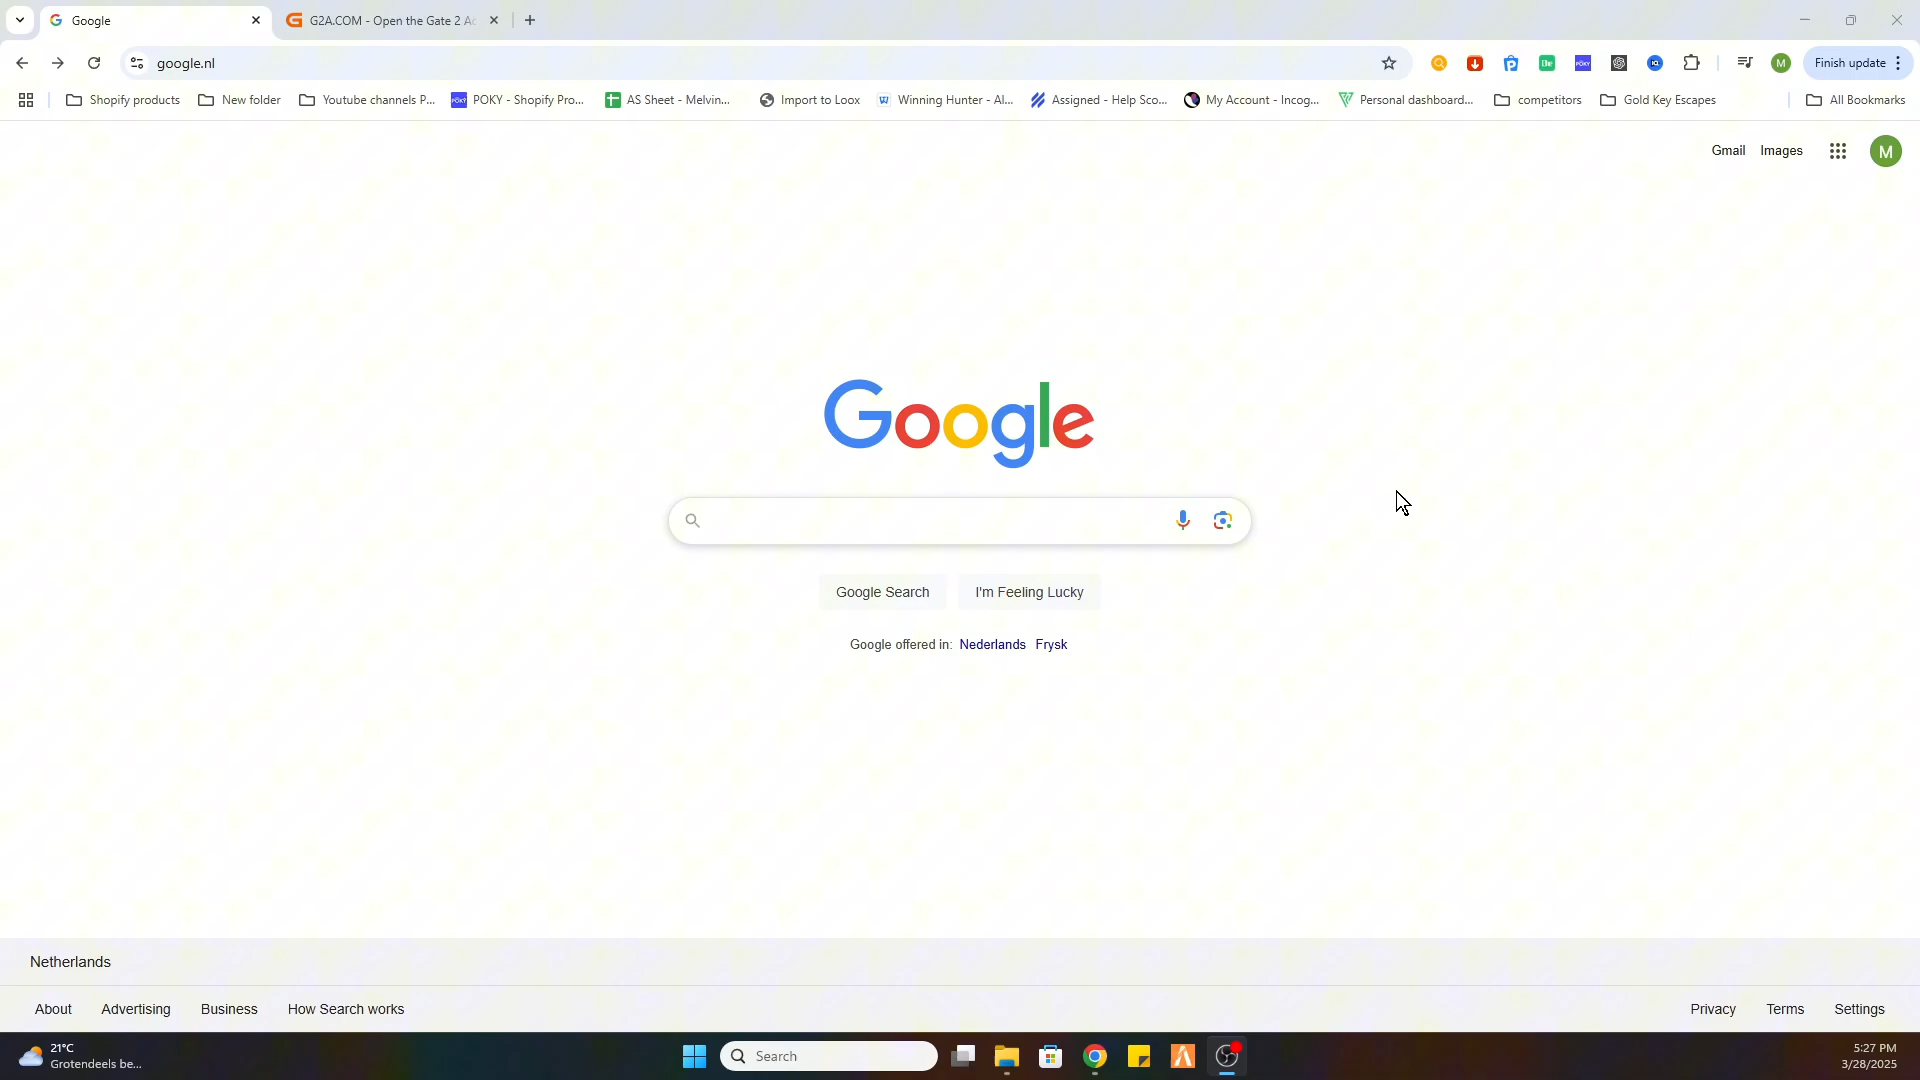 Google
G2A.COM - Open the Gate 2 Ad
google.nl
Finish update
Shopify products
New folder
Youtube channels P...
POKY
POKY - Shopify Pro...
AS Sheet - Melvin...
Import to Loox
Winning Hunter - AI...
Assigned - Help Sco...
My Account - Incog...
Personal dashboard...
competitors
Gold Key Escapes
All Bookmarks
Gmail
Images
M
Google
Google Search
I'm Feeling Lucky
Google offered in: Nederlands Frysk
Netherlands
About
Advertising
Business
How Search works
Privacy
Terms
Settings
21°C
Grotendeels be...
Search
5:27 PM
3/28/2025